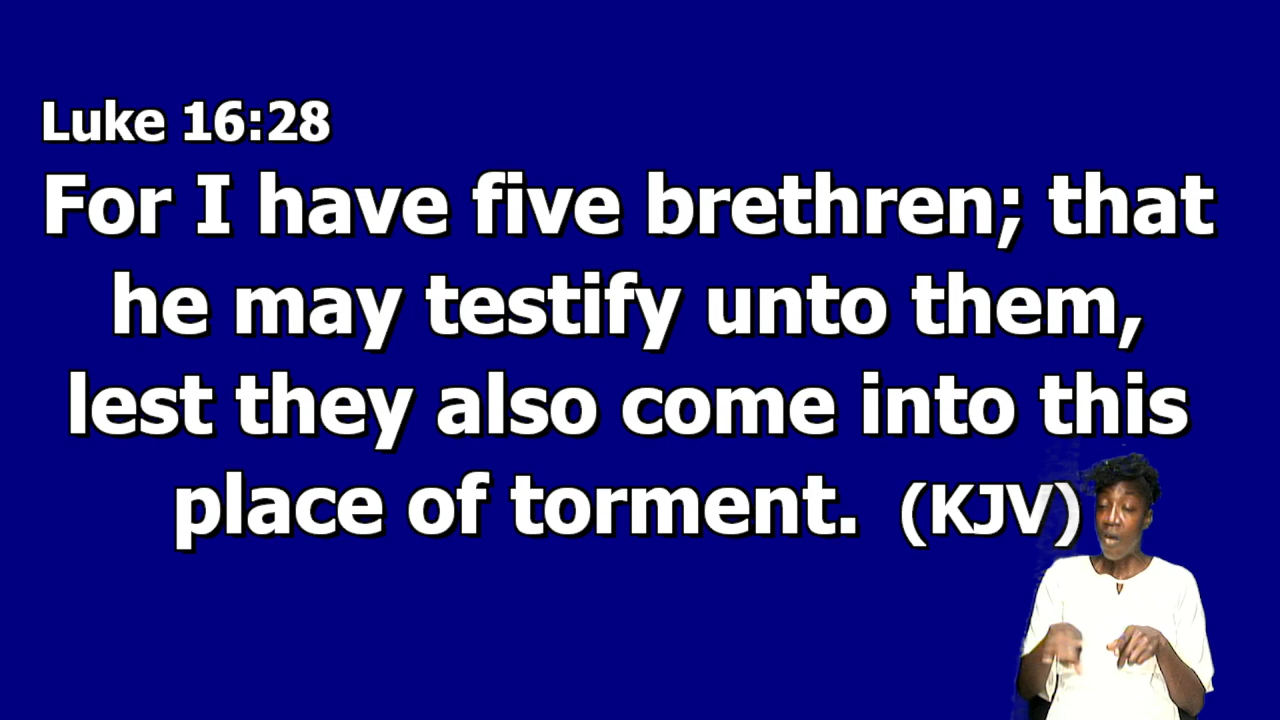 Luke 16:28
For I have five brethren; that
he may testify unto them,
lest they also come into this
place of torment. (KJV)